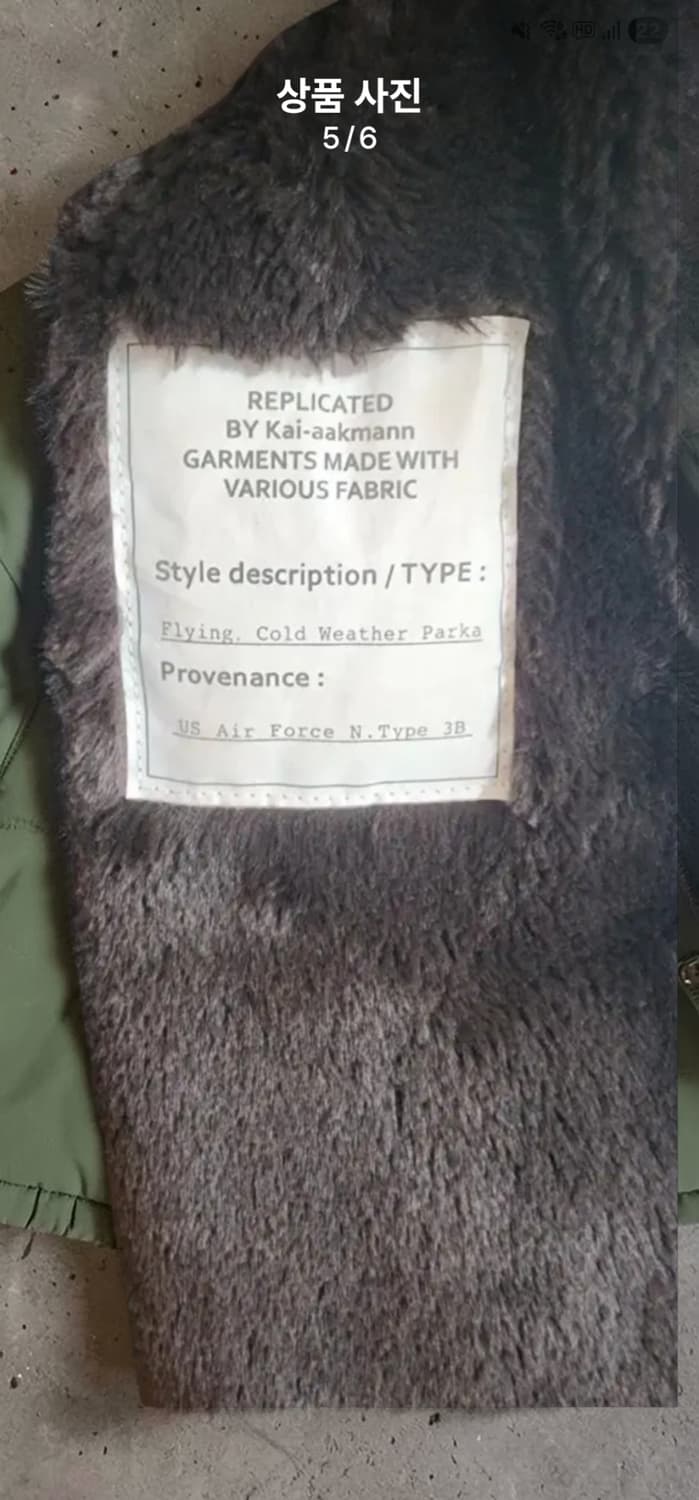 22
상품 사진
5/6
REPLICATED
BY Kai-aakmann
GARMENTS MADE WITH
VARIOUS FABRIC
Style description / TYPE :
Flying. Cold Weather Parka
Provenance :
US Air Force N.Type 3B